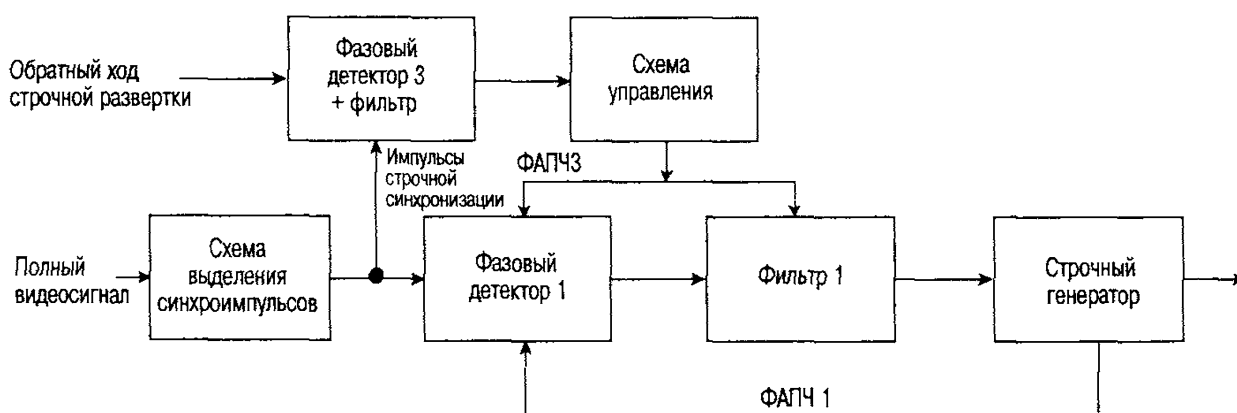 Обратный ход
строчной развертки
Фазовый
детектор 3
+ фильтр
Схема
управления
Импульсы
строчной
синхронизации
ФАПЧ3
Полный
видеосигнал
Схема
выделения
синхроимпульсов
Фазовый
детектор 1
Фильтр 1
Строчный
генератор
ФАПЧ 1